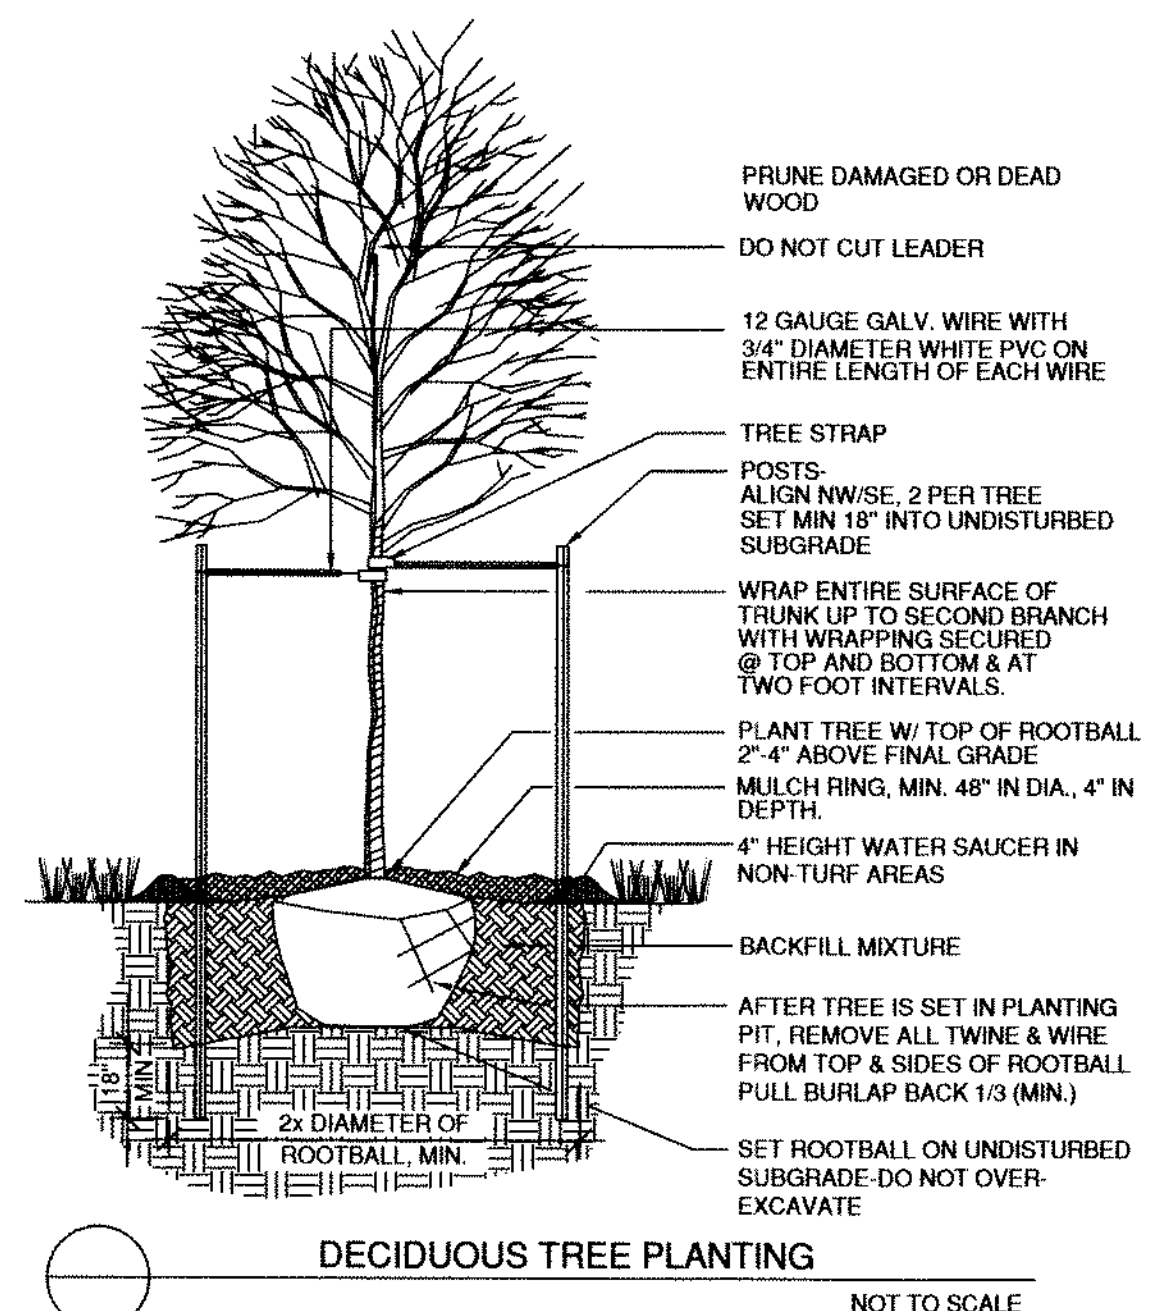 PRUNE DAMAGED OR DEAD
WOOD
DO NOT CUT LEADER
12 GAUGE GALV. WIRE WITH
3/4" DIAMETER WHITE PVC ON
ENTIRE LENGTH OF EACH WIRE
TREE STRAP
POSTS-
ALIGN NW/SE, 2 PER TREE
SET MIN 18" INTO UNDISTURBED
SUBGRADE
WRAP ENTIRE SURFACE OF
TRUNK UP TO SECOND BRANCH
WITH WRAPPING SECURED
@ TOP AND BOTTOM & AT
TWO FOOT INTERVALS.
PLANT TREE W/ TOP OF ROOTBALL
2"-4" ABOVE FINAL GRADE
MULCH RING, MIN. 48" IN DIA., 4" IN
DEPTH.
4" HEIGHT WATER SAUCER IN
NON-TURF AREAS
BACKFILL MIXTURE
AFTER TREE IS SET IN PLANTING
PIT, REMOVE ALL TWINE & WIRE
FROM TOP & SIDES OF ROOTBALL
PULL BURLAP BACK 1/3 (MIN.)
SET ROOTBALL ON UNDISTURBED
SUBGRADE-DO NOT OVER-
EXCAVATE
18"
MIN
2x DIAMETER OF
ROOTBALL, MIN.
DECIDUOUS TREE PLANTING
NOT TO SCALE